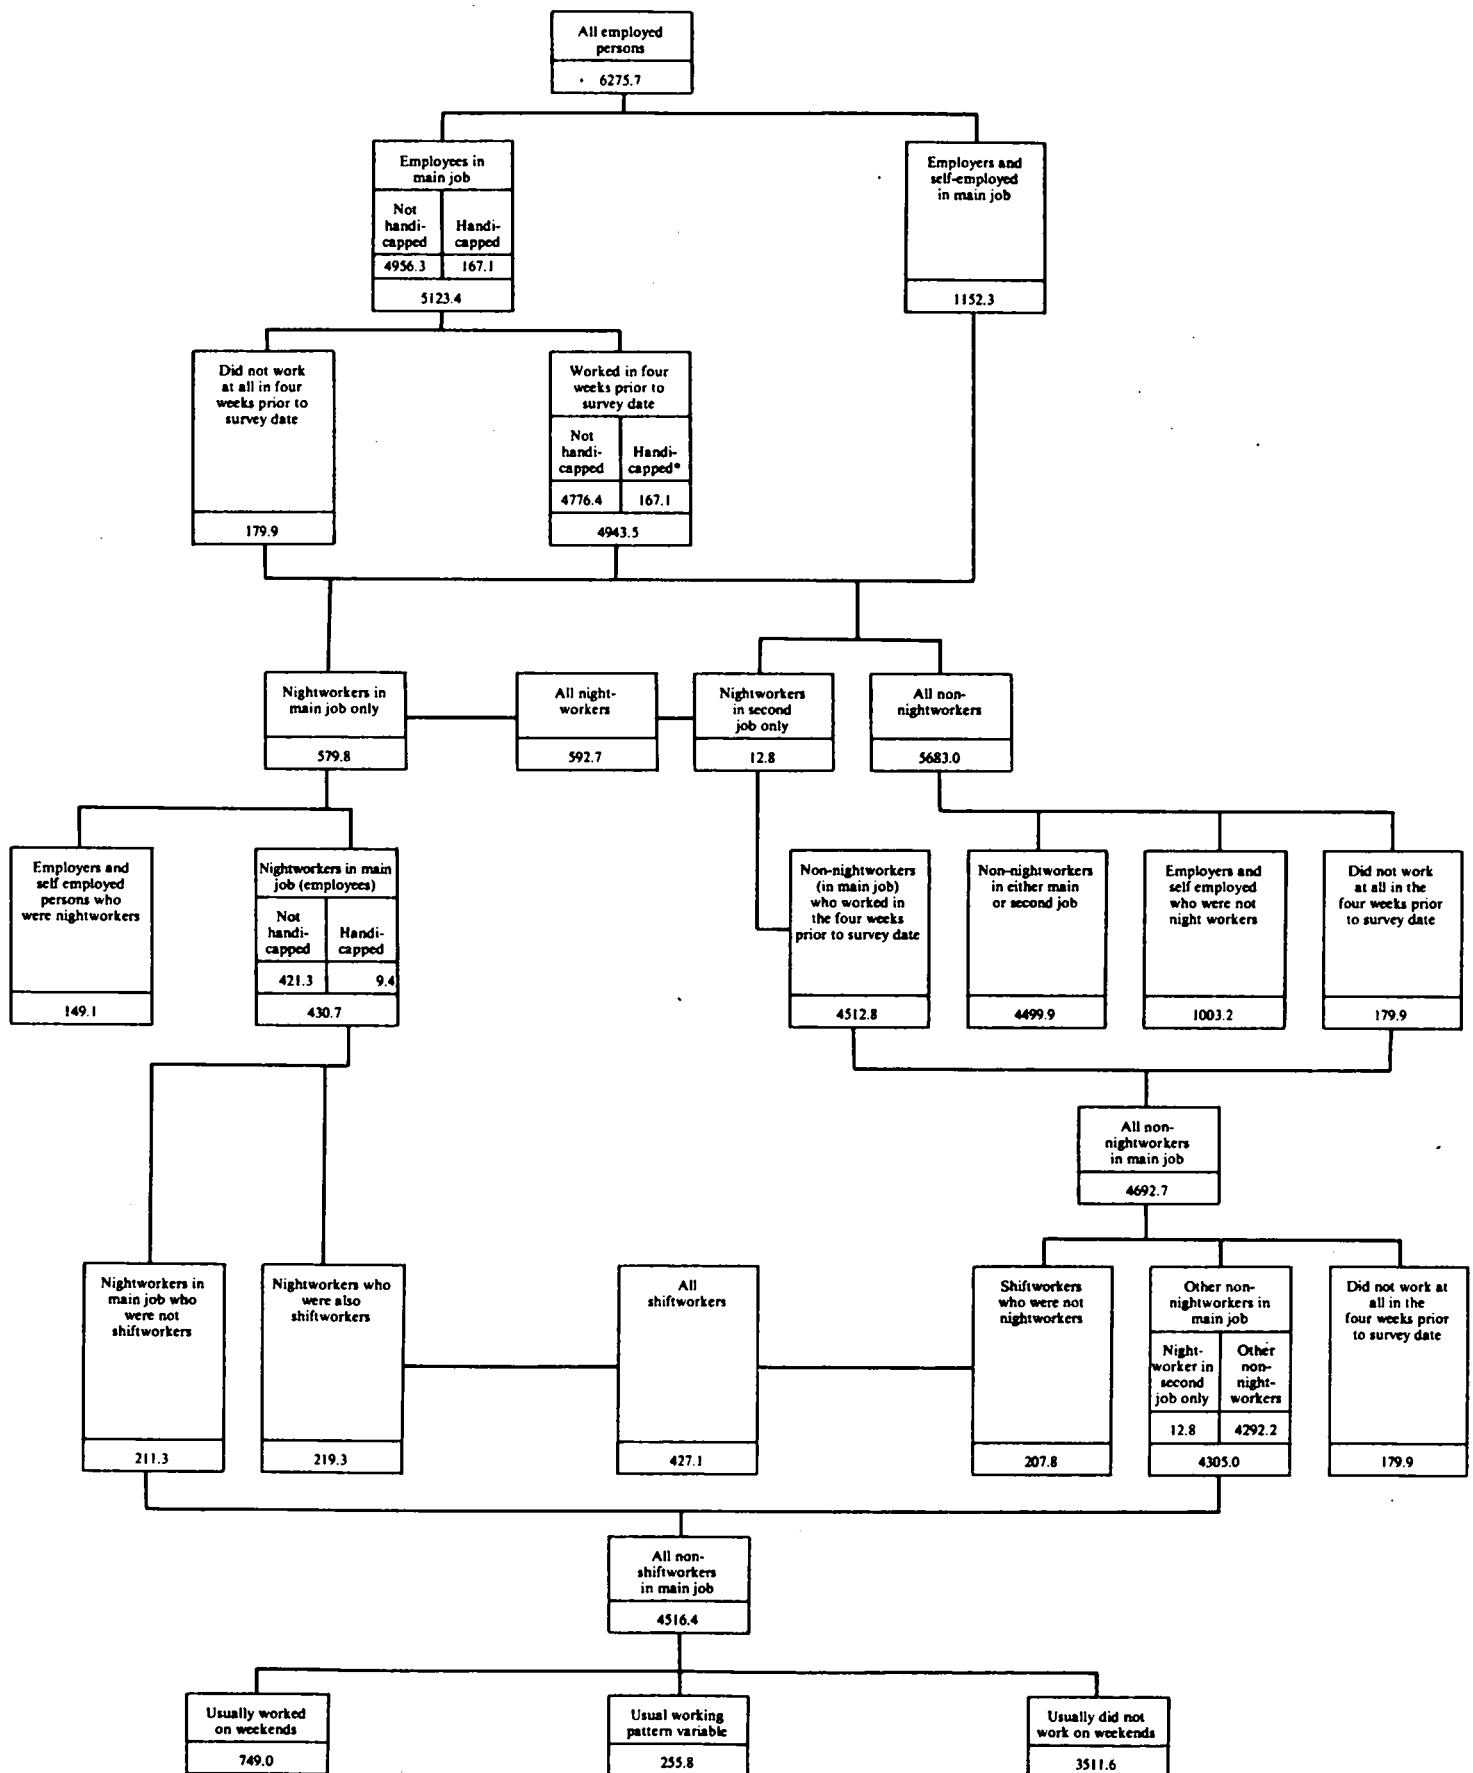 All employed
persons
6275.7
Employees in
main job
Not
handi-
capped
Handi-
capped
4956.3
167.1
5123.4
Employers and
self-employed
in main job
1152.3
Did not work
at all in four
weeks prior to
survey date
179.9
Worked in four
weeks prior to
survey date
Not
handi-
capped
Handi-
capped*
4776.4
167.1
4943.5
Nightworkers in
main job only
579.8
All night-
workers
592.7
Nightworkers
in second
job only
12.8
All non-
nightworkers
5683.0
Employers and
self employed
persons who
were nightworkers
149.1
Nightworkers in main
job (employees)
Not
handi-
capped
Handi-
capped
421.3
9.4
430.7
Non-nightworkers
(in main job)
who worked in
the four weeks
prior to survey date
4512.8
Non-nightworkers
in either main
or second job
4499.9
Employers and
self employed
who were not
night workers
1003.2
Did not work
at all in the
four weeks prior
to survey date
179.9
All non-
nightworkers
in main job
4692.7
Nightworkers in
main job who
were not
shiftworkers
211.3
Nightworkers who
were also
shiftworkers
219.3
All
shiftworkers
427.1
Shiftworkers
who were not
nightworkers
207.8
Other non-
nightworkers in
main job
Night-
worker in
second
job only
Other
non-
night-
workers
12.8
4292.2
4305.0
Did not work at
all in the
four weeks prior
to survey date
179.9
All non-
shiftworkers
in main job
4516.4
Usually worked
on weekends
749.0
Usual working
pattern variable
255.8
Usually did not
work on weekends
3511.6